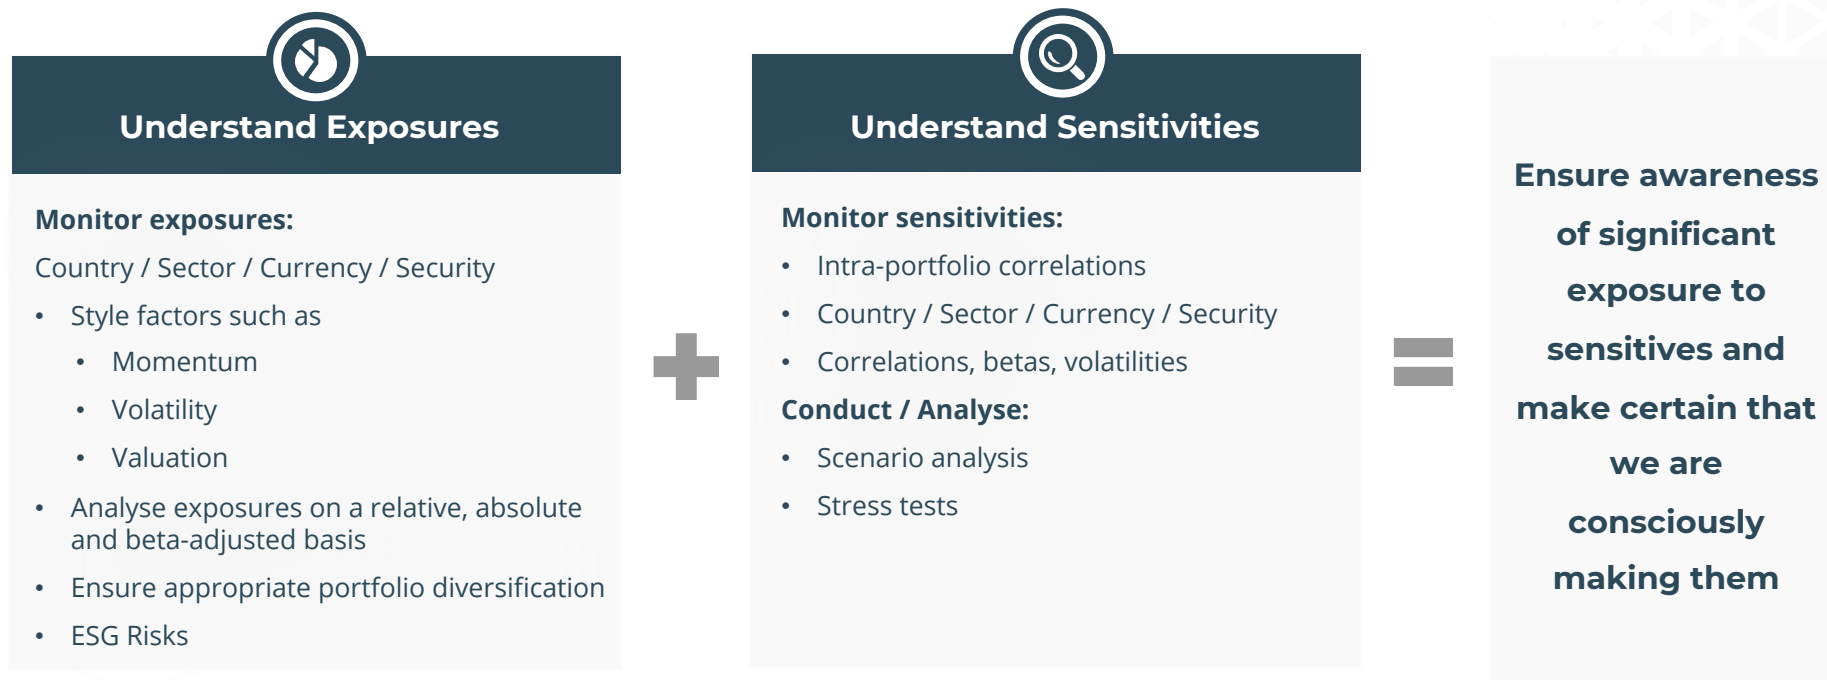 Understand Exposures
Monitor exposures:
Country / Sector / Currency / Security
• Style factors such as
• Momentum
• Volatility
• Valuation
• Analyse exposures on a relative, absolute
and beta-adjusted basis
• Ensure appropriate portfolio diversification
• ESG Risks
Understand Sensitivities
Monitor sensitivities:
• Intra-portfolio correlations
• Country / Sector / Currency / Security
• Correlations, betas, volatilities
Conduct / Analyse:
• Scenario analysis
• Stress tests
Ensure awareness
of significant
exposure to
sensitives and
make certain that
we are
consciously
making them